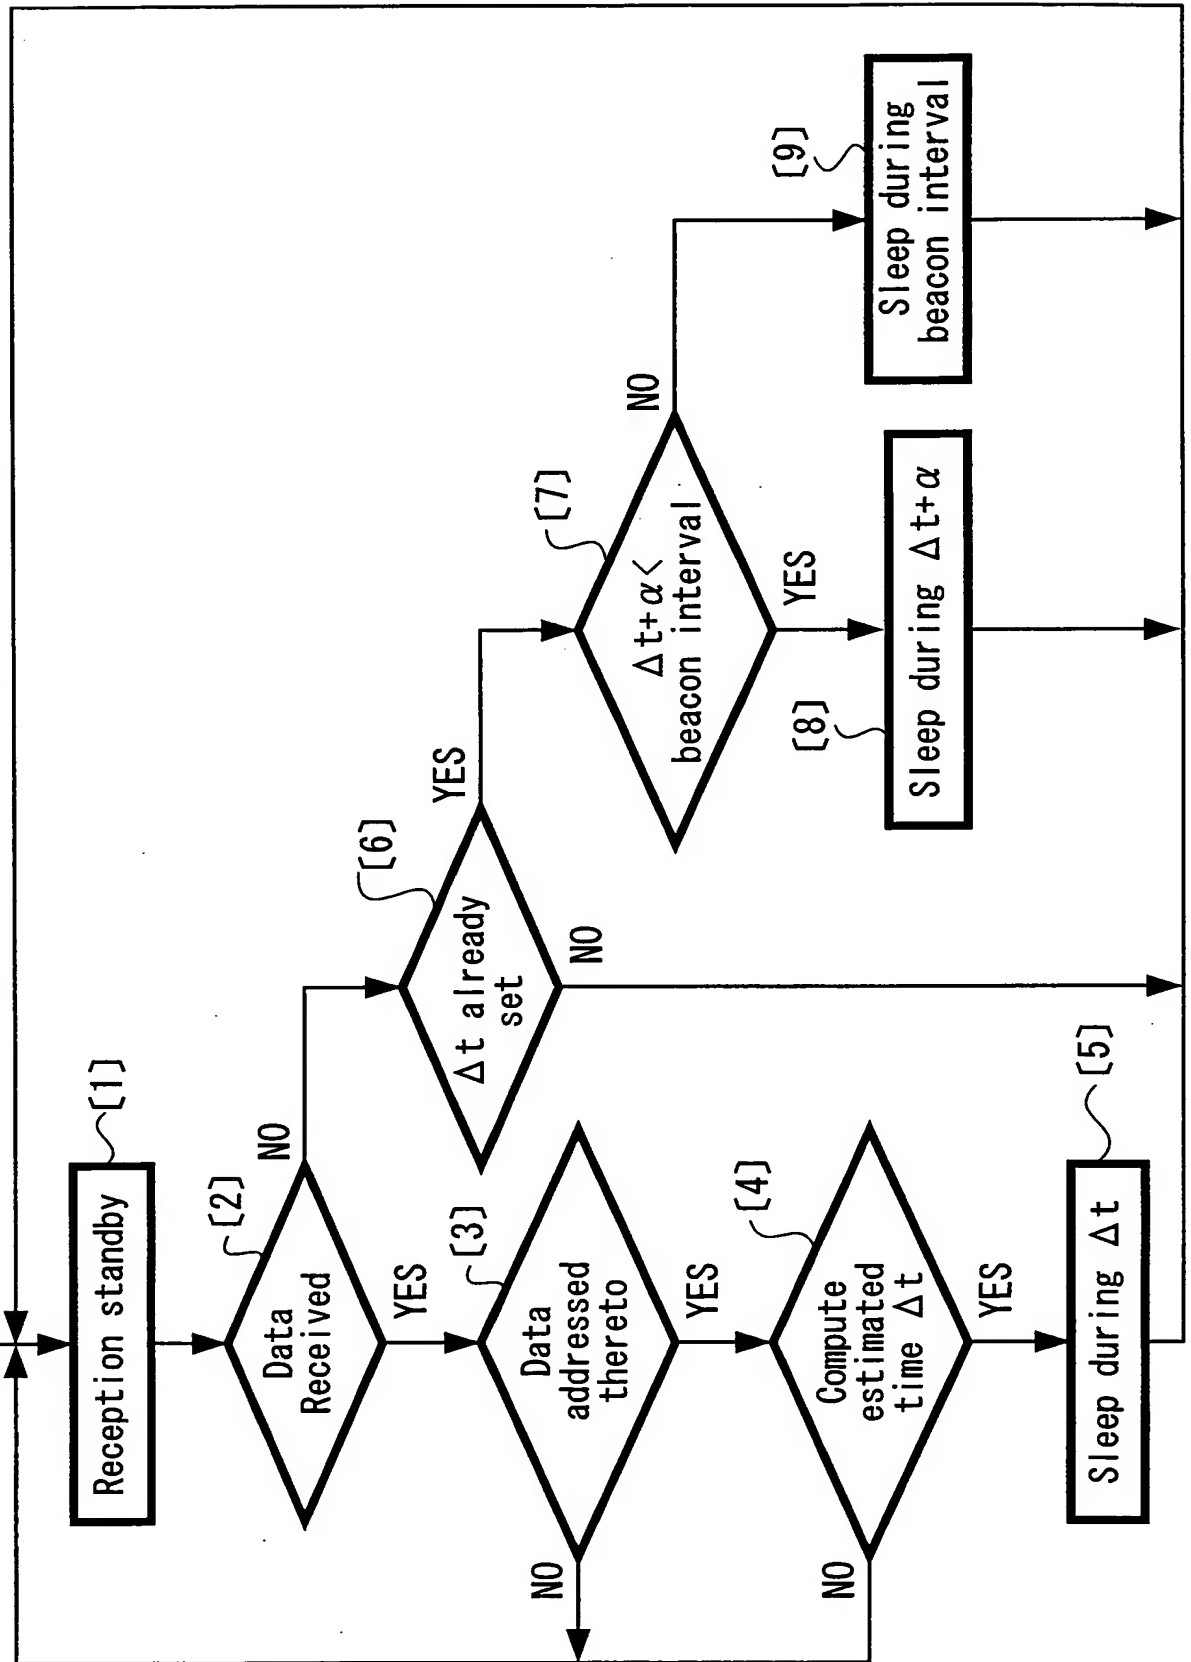 [1]
Reception standby
[2]
Data
Received
NO
YES
[3]
Data
addressed
thereto
NO
YES
[4]
Compute
estimated
time Δt
NO
YES
[5]
Sleep during Δt
[6]
Δt already
set
YES
NO
[7]
Δt+α<
beacon interval
NO
YES
[8]
Sleep during Δt+α
[9]
Sleep during
beacon interval